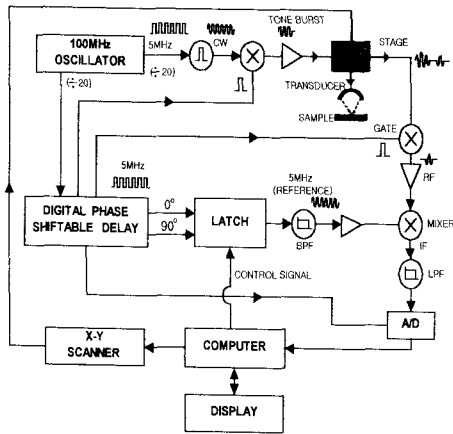 TONE BURST
100MHz
OSCILLATOR
5MHz
(÷20)
CW
STAGE
(÷20)
TRANSDUCER
SAMPLE
GATE
RF
5MHz
5MHz
(REFERENCE)
DIGITAL PHASE
SHIFTABLE DELAY
0°
90°
LATCH
BPF
MIXER
IF
LPF
CONTROL SIGNAL
A/D
X-Y
SCANNER
COMPUTER
DISPLAY